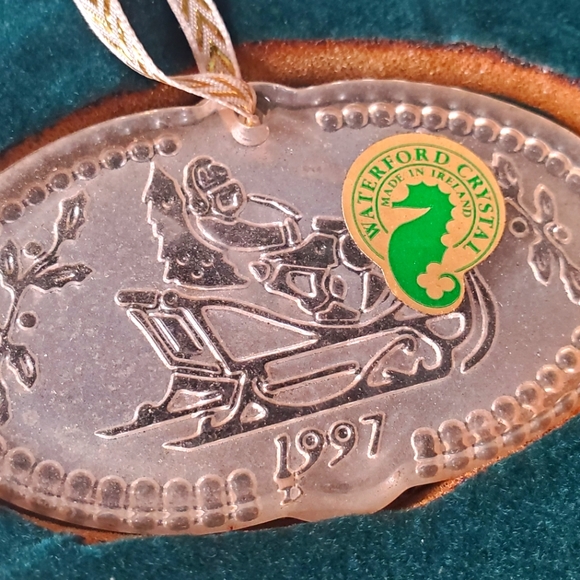 WATERFORD CRYSTAL
MADE IN IRELAND
1997